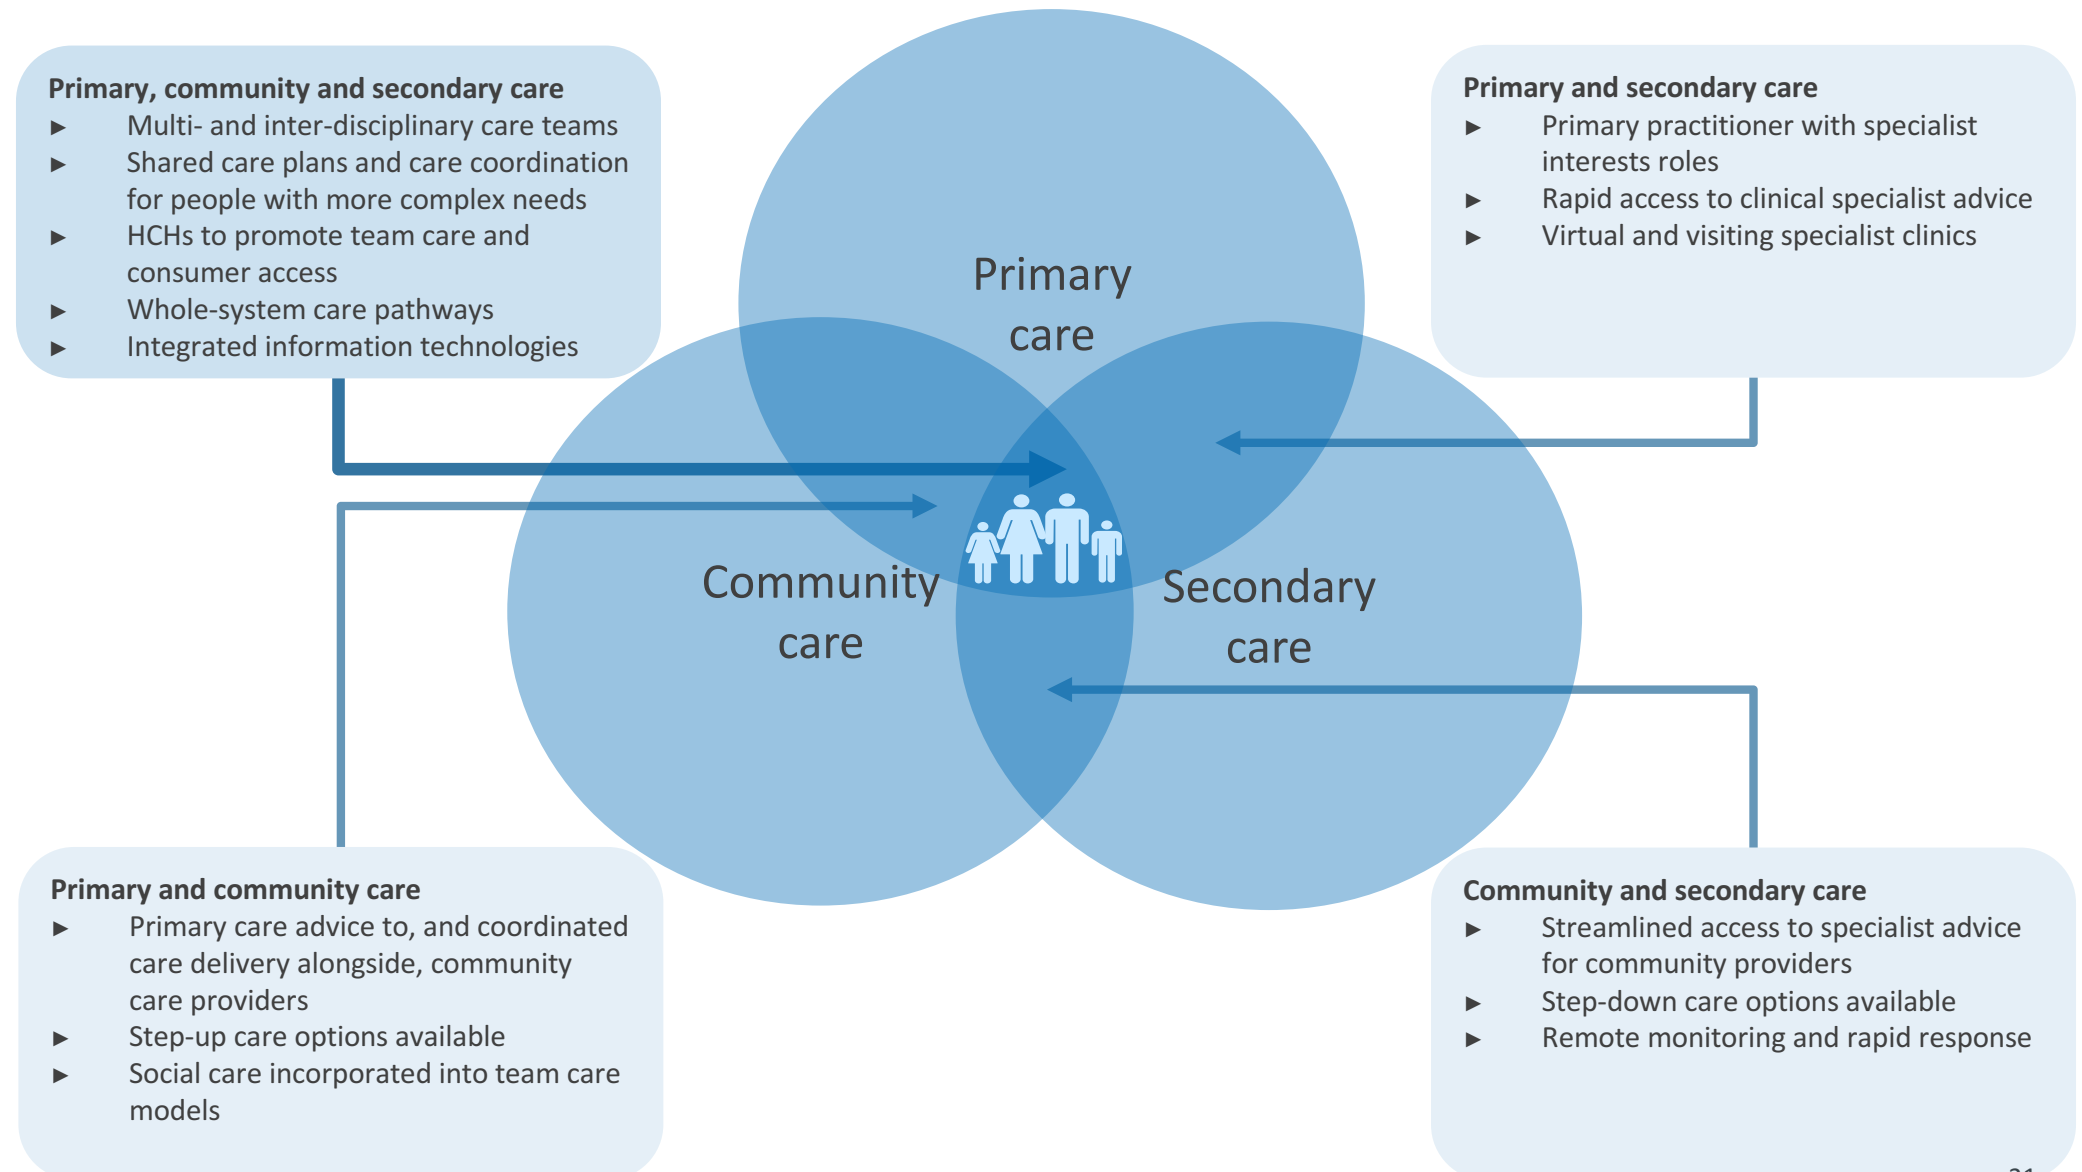 Primary, community and secondary care
► Multi- and inter-disciplinary care teams
► Shared care plans and care coordination
for people with more complex needs
► HCHs to promote team care and
consumer access
► Whole-system care pathways
► Integrated information technologies
Primary and secondary care
► Primary practitioner with specialist
interests roles
► Rapid access to clinical specialist advice
► Virtual and visiting specialist clinics
Primary
care
Community
care
Secondary
care
Primary and community care
► Primary care advice to, and coordinated
care delivery alongside, community
care providers
► Step-up care options available
► Social care incorporated into team care
models
Community and secondary care
► Streamlined access to specialist advice
for community providers
► Step-down care options available
► Remote monitoring and rapid response